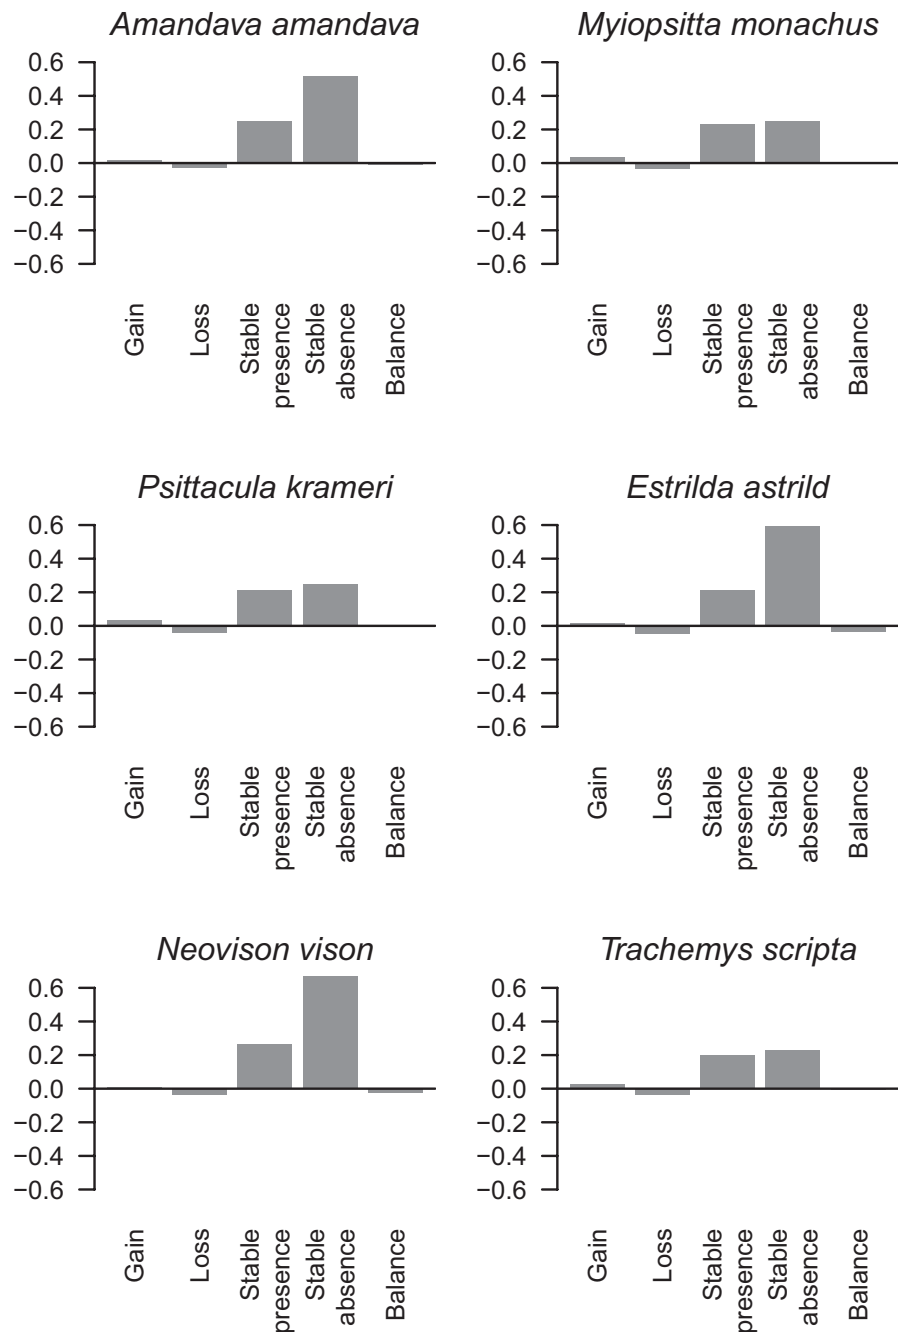 Amandava amandava
0.6
0.4
0.2
0.0
−0.2
−0.4
−0.6
Gain
Loss
Stable
presence
Stable
absence
Balance
Myiopsitta monachus
0.6
0.4
0.2
0.0
−0.2
−0.4
−0.6
Gain
Loss
Stable
presence
Stable
absence
Balance
Psittacula krameri
0.6
0.4
0.2
0.0
−0.2
−0.4
−0.6
Gain
Loss
Stable
presence
Stable
absence
Balance
Estrilda astrild
0.6
0.4
0.2
0.0
−0.2
−0.4
−0.6
Gain
Loss
Stable
presence
Stable
absence
Balance
Neovison vison
0.6
0.4
0.2
0.0
−0.2
−0.4
−0.6
Gain
Loss
Stable
presence
Stable
absence
Balance
Trachemys scripta
0.6
0.4
0.2
0.0
−0.2
−0.4
−0.6
Gain
Loss
Stable
presence
Stable
absence
Balance